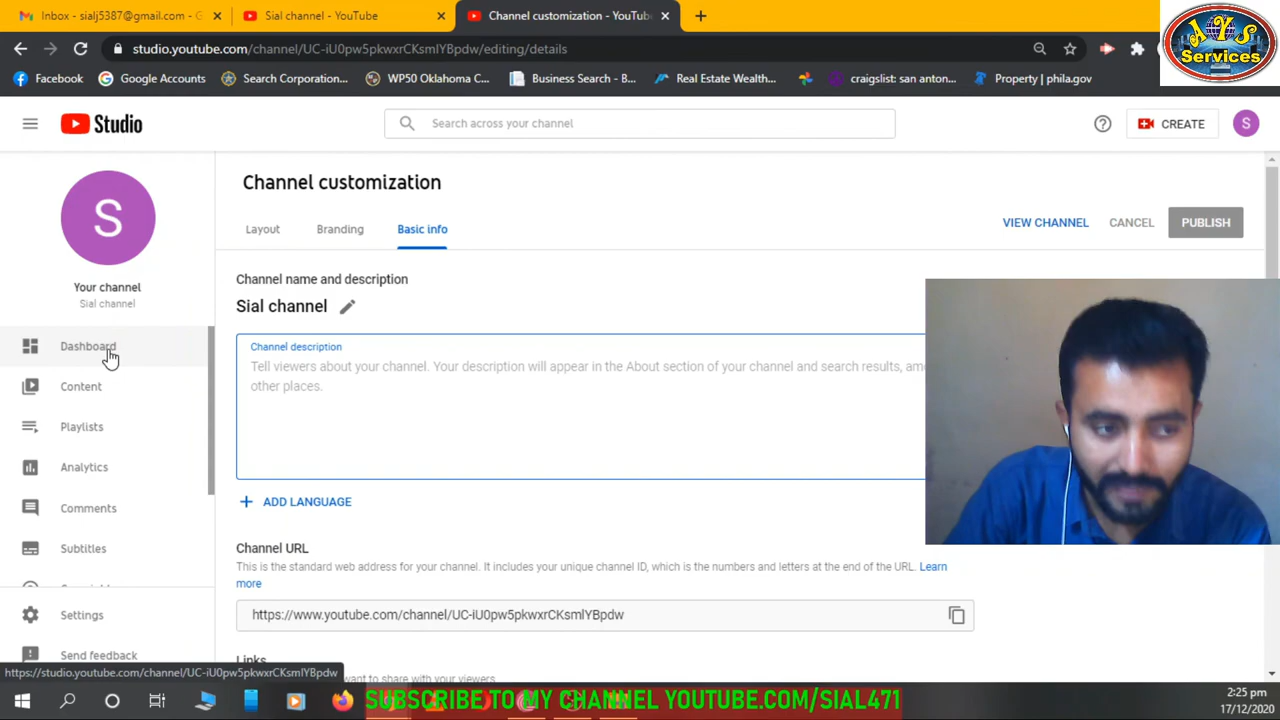 Inbox - sialj5387@gmail.com - G
Sial channel - YouTube
Channel customization - YouTub
studio.youtube.com/channel/UC-iU0pw5pkwxrCKsmlYBpdw/editing/details
Facebook
Google Accounts
Search Corporation...
WP50 Oklahoma C...
Business Search - B...
Real Estate Wealth...
craigslist: san anton...
Property | phila.gov
AYS
Services
Studio
Search across your channel
CREATE
S
S
Your channel
Sial channel
Dashboard
Content
Playlists
Analytics
Comments
Subtitles
Settings
Send feedback
Channel customization
Layout
Branding
Basic info
VIEW CHANNEL
CANCEL
PUBLISH
Channel name and description
Sial channel
Channel description
Tell viewers about your channel. Your description will appear in the About section of your channel and search results, am
other places.
ADD LANGUAGE
Channel URL
This is the standard web address for your channel. It includes your unique channel ID, which is the numbers and letters at the end of the URL. Learn
more
https://www.youtube.com/channel/UC-iU0pw5pkwxrCKsmlYBpdw
Links
want to share with your viewers
https://studio.youtube.com/channel/UC-iU0pw5pkwxrCKsmlYBpdw
SUBSCRIBE TO MY CHANNEL YOUTUBE.COM/SIAL471
2:25 pm
17/12/2020